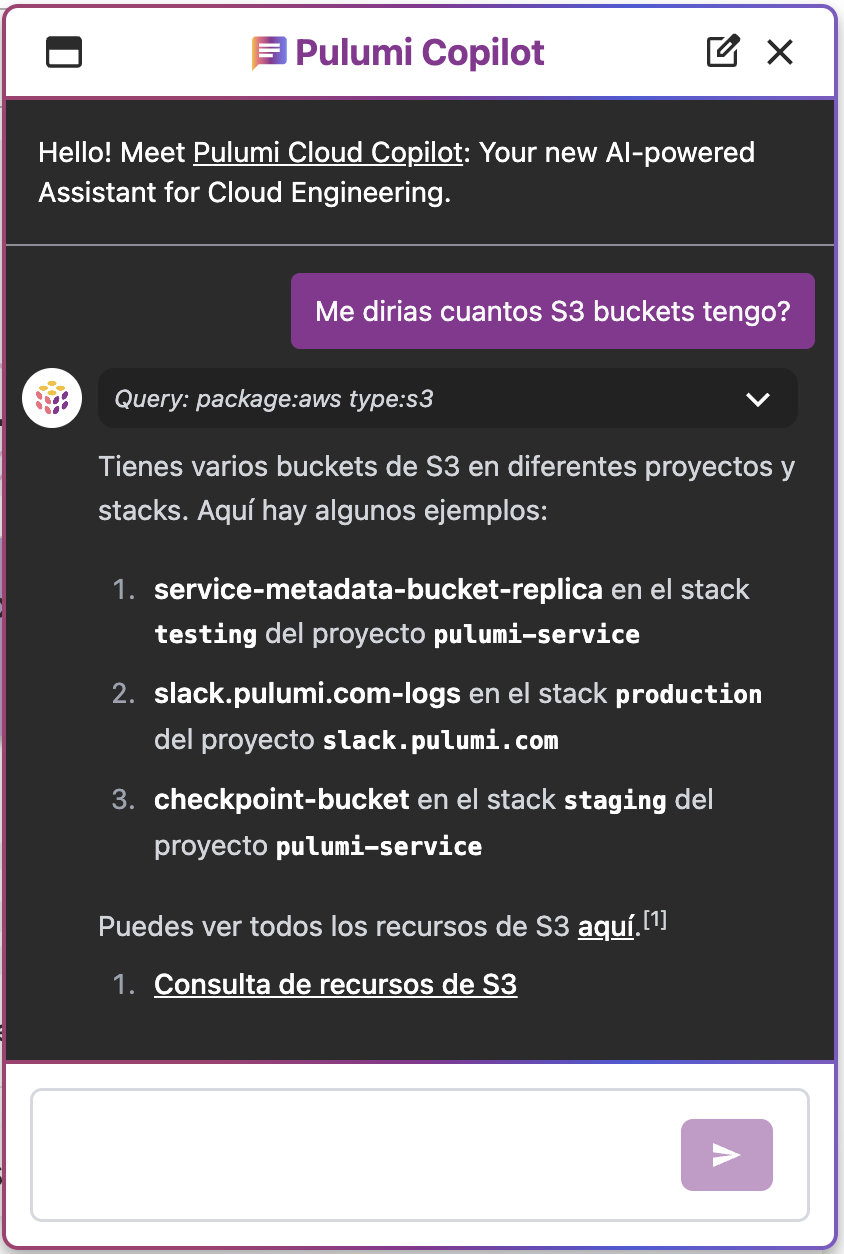 Pulumi Copilot
Hello! Meet Pulumi Cloud Copilot: Your new AI-powered
Assistant for Cloud Engineering.
Me dirias cuantos S3 buckets tengo?
Query: package:aws type:s3
Tienes varios buckets de S3 en diferentes proyectos y
stacks. Aquí hay algunos ejemplos:
1. service-metadata-bucket-replica en el stack
testing del proyecto pulumi-service
2. slack.pulumi.com-logs en el stack production
del proyecto slack.pulumi.com
3. checkpoint-bucket en el stack staging del
proyecto pulumi-service
Puedes ver todos los recursos de S3 aquí.[1]
1. Consulta de recursos de S3